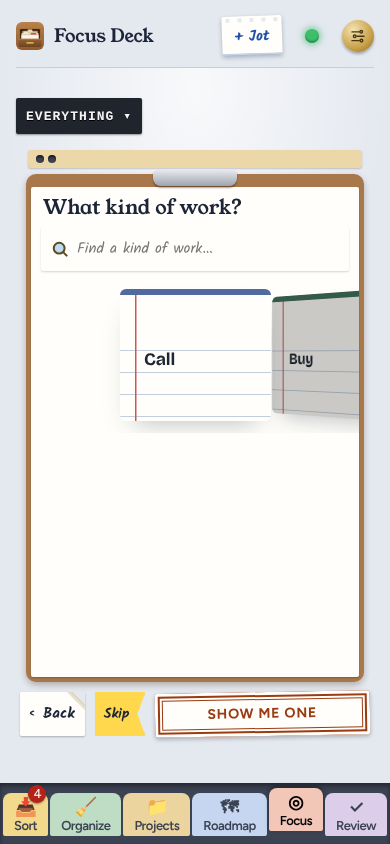 Focus Deck
+ Jot
EVERYTHING ▾
What kind of work?
Find a kind of work...
Call
Buy
< Back
Skip
SHOW ME ONE
4
Sort
Organize
Projects
Roadmap
Focus
Review